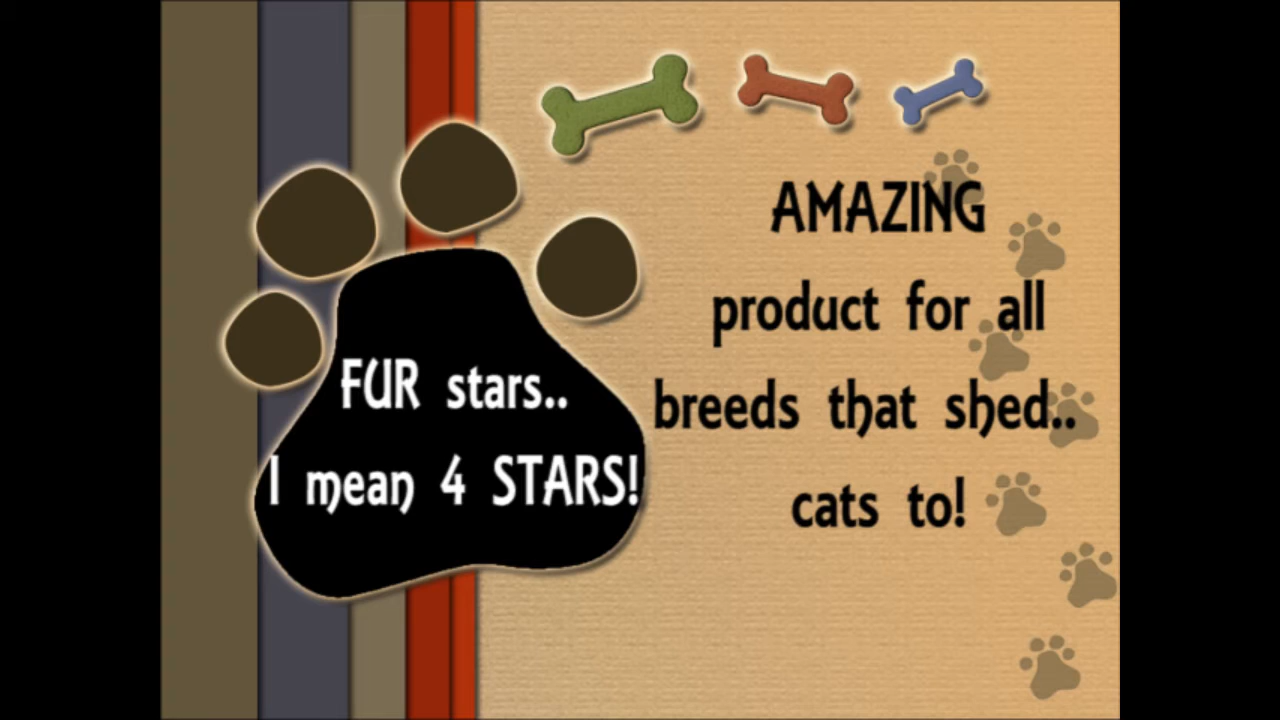 FUR stars..
I mean 4 STARS!
AMAZING
product for all
breeds that shed..
cats to!